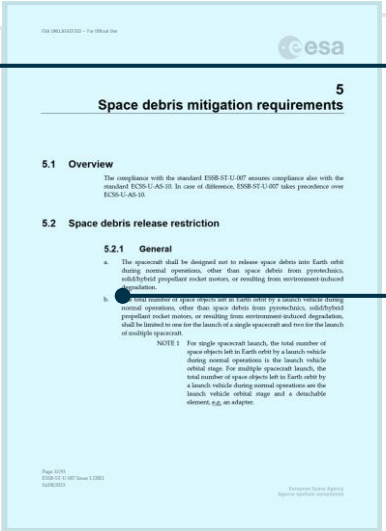 ESA UNCLASSIFIED – For Official Use
esa
5
Space debris mitigation requirements
5.1 Overview
The compliance with the standard ESSB-ST-U-007 ensures compliance also with the
standard ECSS-U-AS-10. In case of difference, ESSB-ST-U-007 takes precedence over
ECSS-U-AS-10.
5.2 Space debris release restriction
5.2.1 General
a. The spacecraft shall be designed not to release space debris into Earth orbit
during normal operations, other than space debris from pyrotechnics,
solid/hybrid propellant rocket motors, or resulting from environment-induced
degradation.
b. The total number of space objects left in Earth orbit by a launch vehicle during
normal operations, other than space debris from pyrotechnics, solid/hybrid
propellant rocket motors, or resulting from environment-induced degradation,
shall be limited to one for the launch of a single spacecraft and two for the launch
of multiple spacecraft.
NOTE 1 For single spacecraft launch, the total number of
space objects left in Earth orbit by a launch vehicle
during normal operations is the launch vehicle
orbital stage. For multiple spacecraft launch, the
total number of space objects left in Earth orbit by
a launch vehicle during normal operations are the
launch vehicle orbital stage and a detachable
element, e.g. an adapter.
ESSB-ST-U-007 Issue 1
European Space Agency
Agence spatiale européenne